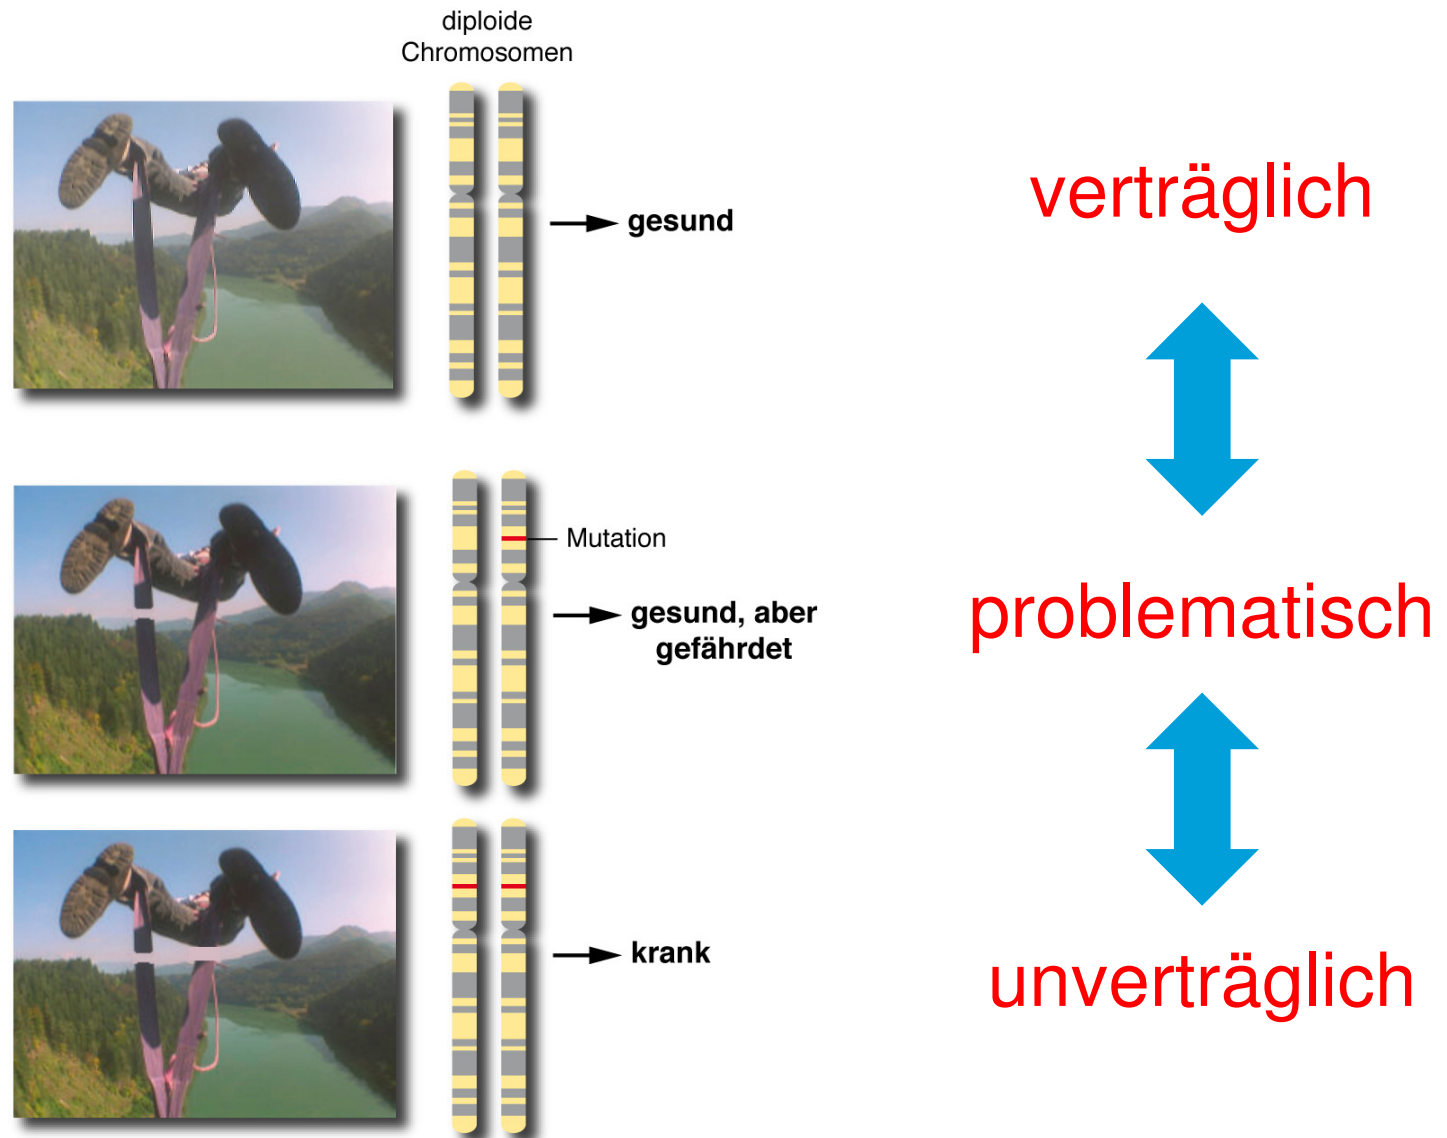 diploide
Chromosomen
gesund
verträglich
Mutation
gesund, aber
gefährdet
problematisch
krank
unverträglich